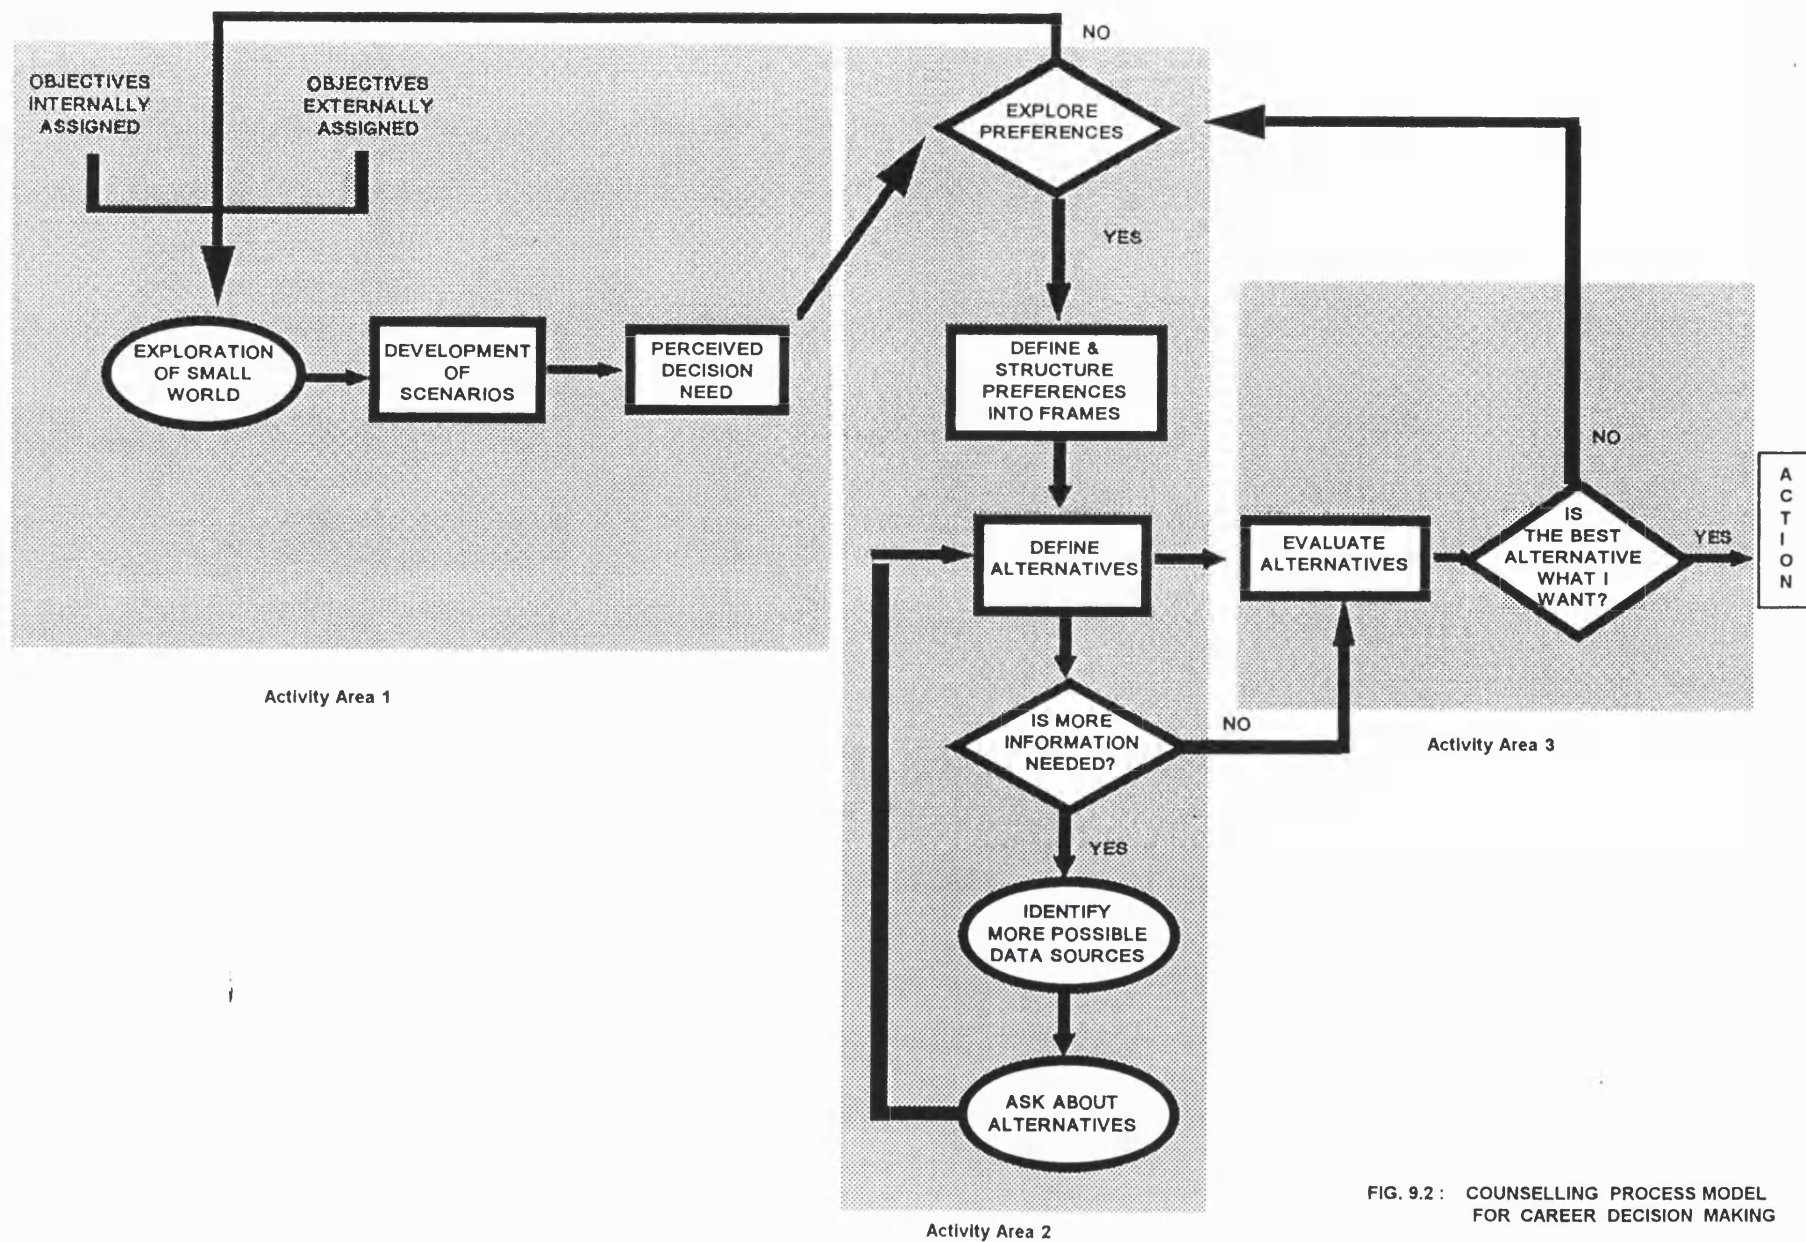 NO
OBJECTIVES
INTERNALLY
ASSIGNED
OBJECTIVES
EXTERNALLY
ASSIGNED
EXPLORE
PREFERENCES
YES
EXPLORATION
OF SMALL
WORLD
DEVELOPMENT
OF
SCENARIOS
PERCEIVED
DECISION
NEED
DEFINE &
STRUCTURE
PREFERENCES
INTO FRAMES
NO
DEFINE
ALTERNATIVES
EVALUATE
ALTERNATIVES
IS
THE BEST
ALTERNATIVE
WHAT I
WANT?
YES
A
C
T
I
O
N
Activity Area 1
IS MORE
INFORMATION
NEEDED?
NO
Activity Area 3
YES
IDENTIFY
MORE POSSIBLE
DATA SOURCES
ASK ABOUT
ALTERNATIVES
Activity Area 2
FIG. 9.2 : COUNSELLING PROCESS MODEL
FOR CAREER DECISION MAKING